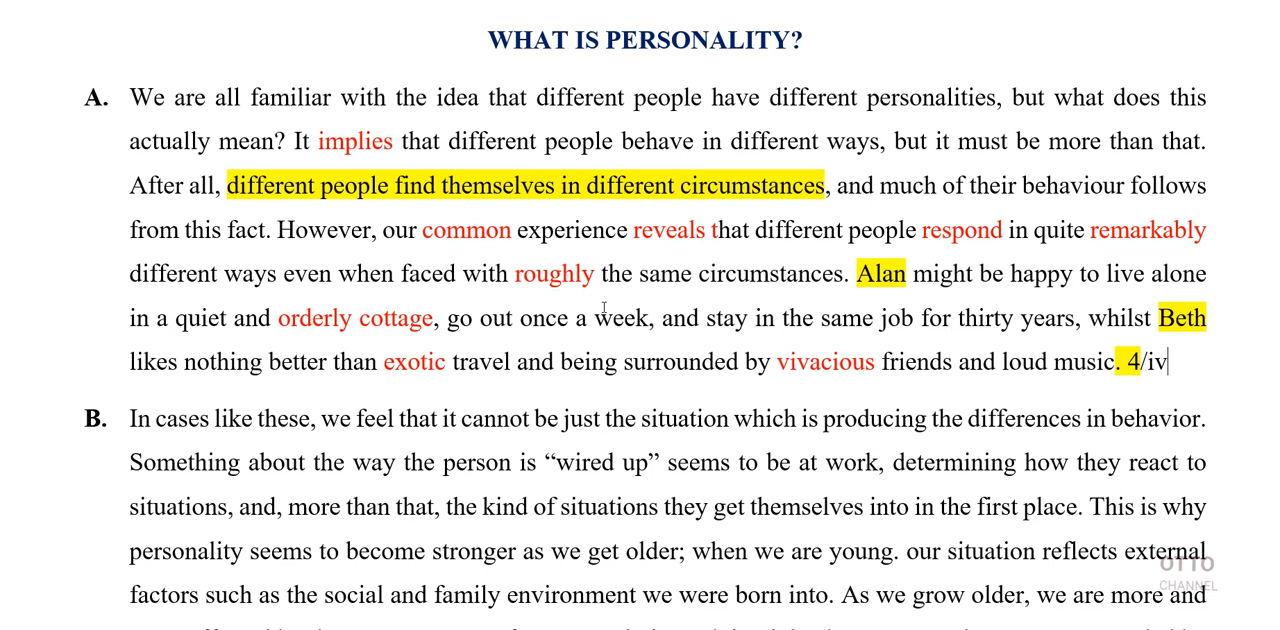 WHAT IS PERSONALITY?
A. We are all familiar with the idea that different people have different personalities, but what does this
actually mean? It implies that different people behave in different ways, but it must be more than that.
After all, different people find themselves in different circumstances, and much of their behaviour follows
from this fact. However, our common experience reveals that different people respond in quite remarkably
different ways even when faced with roughly the same circumstances. Alan might be happy to live alone
in a quiet and orderly cottage, go out once a week, and stay in the same job for thirty years, whilst Beth
likes nothing better than exotic travel and being surrounded by vivacious friends and loud music. 4/iv
B. In cases like these, we feel that it cannot be just the situation which is producing the differences in behavior.
Something about the way the person is “wired up” seems to be at work, determining how they react to
situations, and, more than that, the kind of situations they get themselves into in the first place. This is why
personality seems to become stronger as we get older; when we are young. our situation reflects external
factors such as the social and family environment we were born into. As we grow older, we are more and
OTTO
CHANNEL